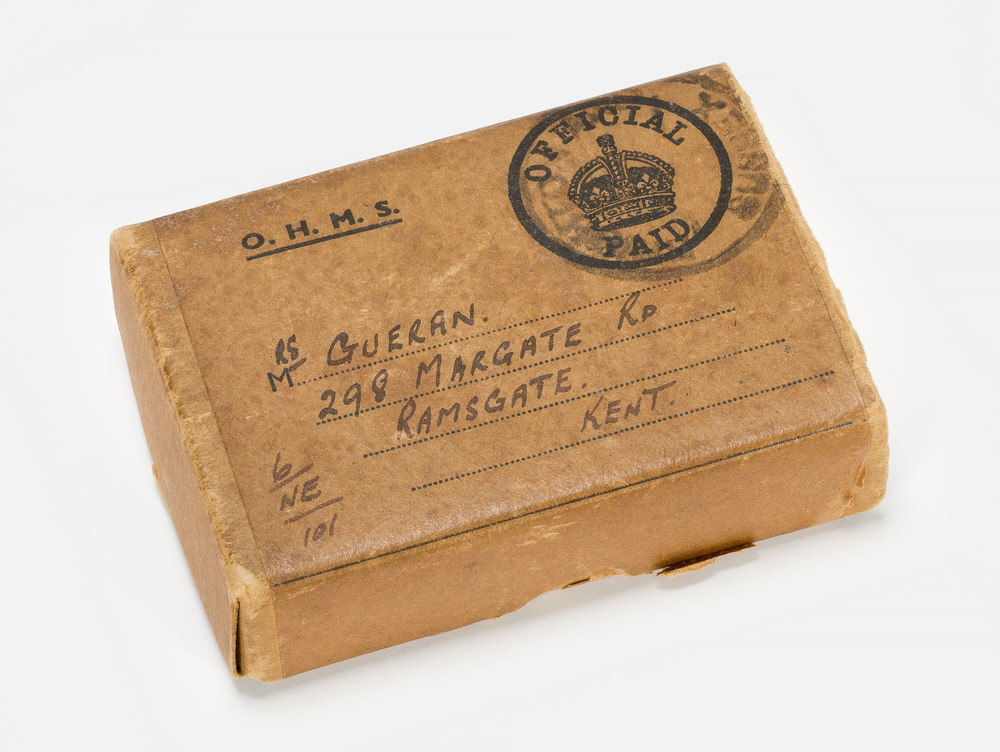 OFFICIAL
PAID
O. H. M. S.
MRS GUERAN.
298 MARGATE RD
RAMSGATE.
KENT.
6
NE
101